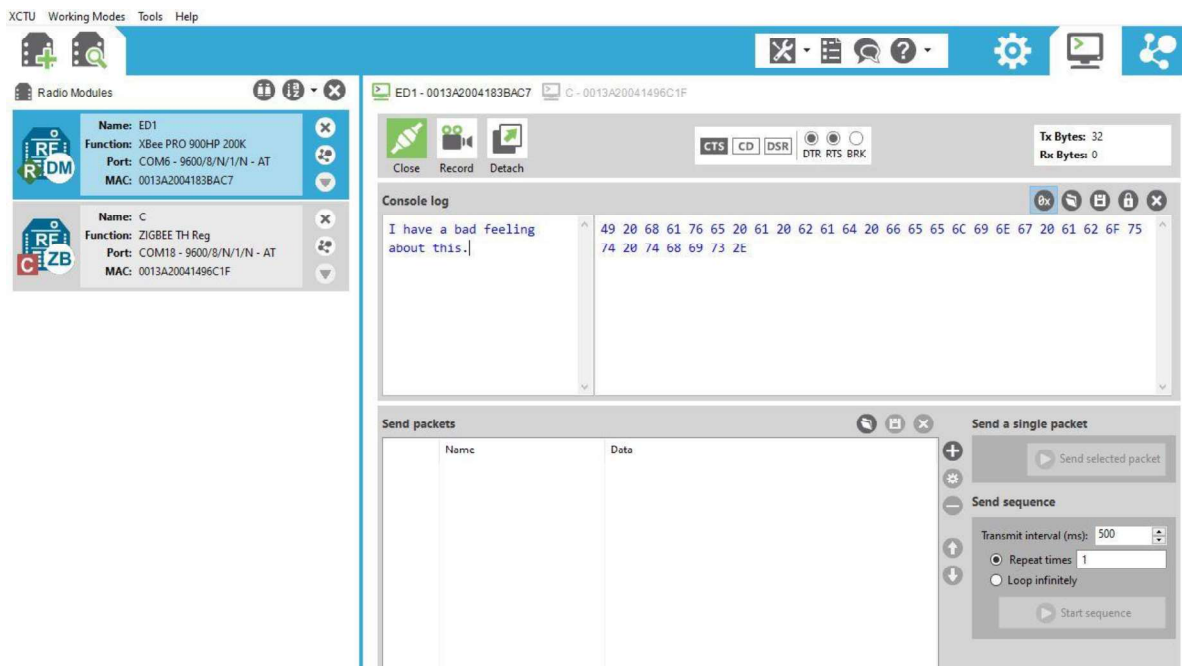 XCTU Working Modes Tools Help
Radio Modules
Name: ED1
Function: XBee PRO 900HP 200K
Port: COM6 - 9600/8/N/1/N - AT
MAC: 0013A2004183BAC7
RF
R DM
Name: C
Function: ZIGBEE TH Reg
Port: COM18 - 9600/8/N/1/N - AT
MAC: 0013A20041496C1F
RF
C ZB
ED1 - 0013A2004183BAC7 C - 0013A20041496C1F
Close Record Detach
CTS CD DSR DTR RTS BRK
Tx Bytes: 32
Rx Bytes: 0
Console log
0x
I have a bad feeling
about this.
49 20 68 61 76 65 20 61 20 62 61 64 20 66 65 65 6C 69 6E 67 20 61 62 6F 75
74 20 74 68 69 73 2E
Send packets
Name Data
Send a single packet
Send selected packet
Send sequence
Transmit interval (ms): 500
Repeat times 1
Loop infinitely
Start sequence